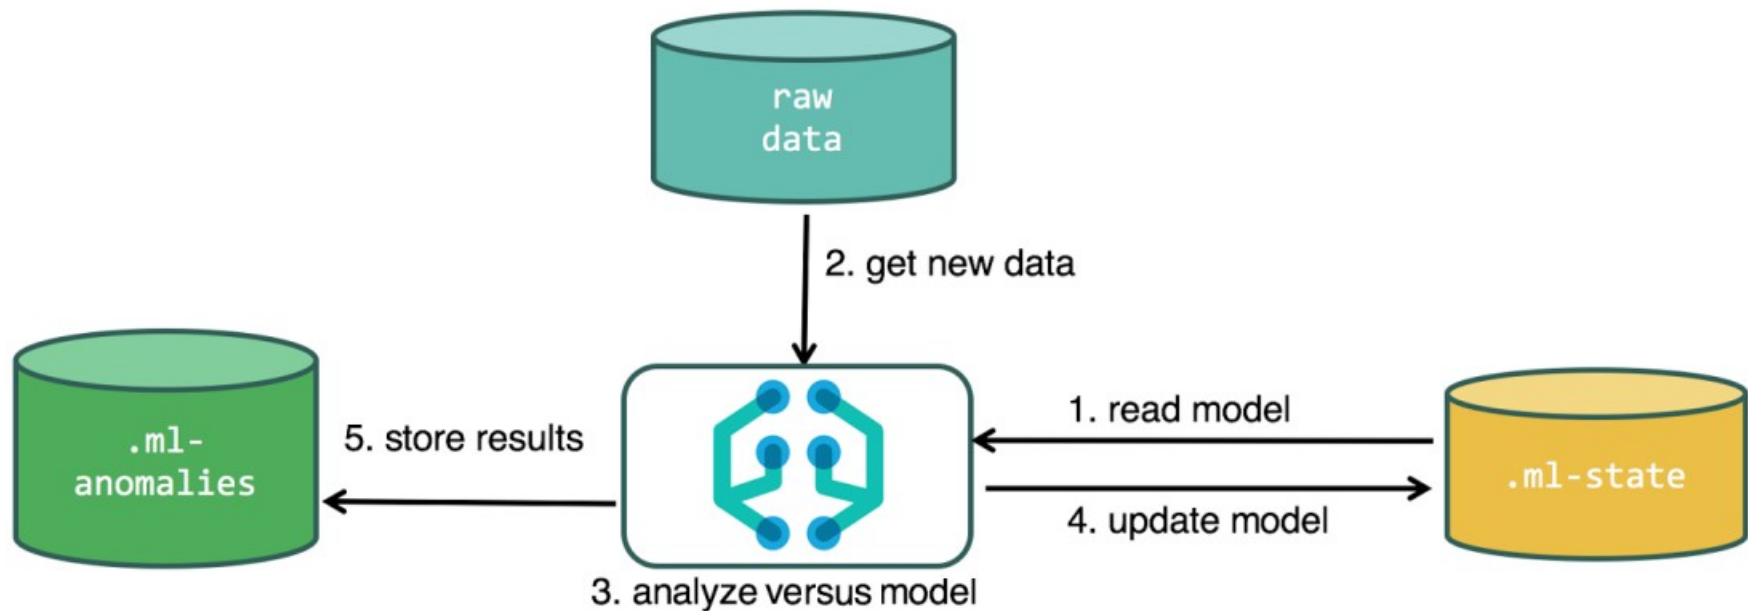 raw
data
2. get new data
.ml-
anomalies
5. store results
1. read model
4. update model
.ml-state
3. analyze versus model